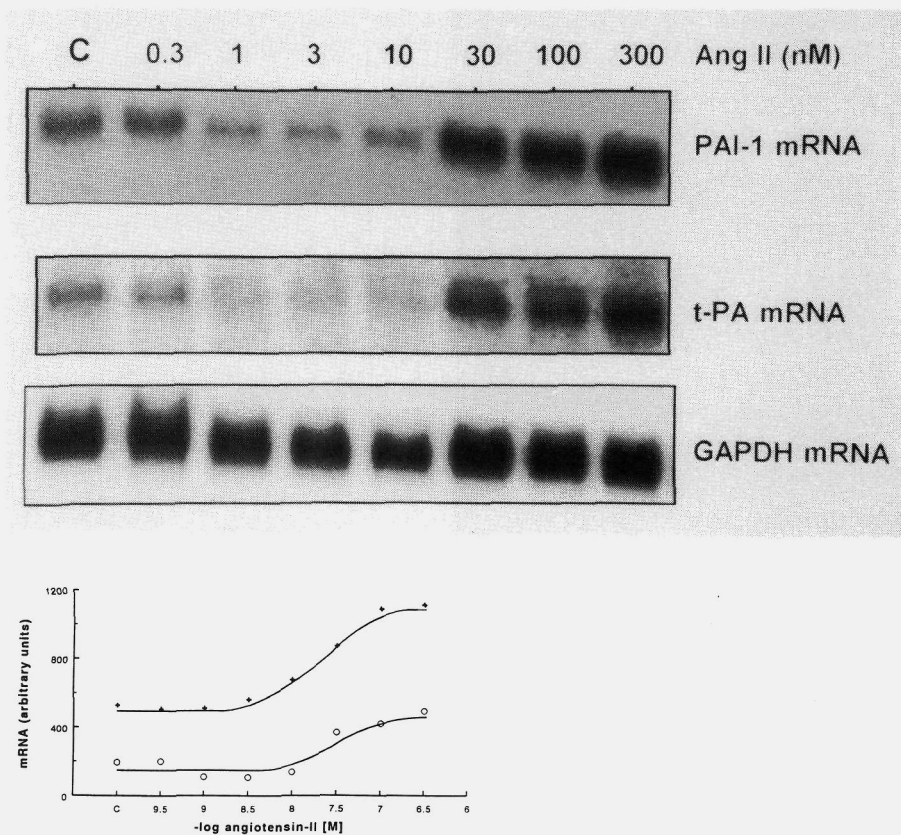 C 0.3 1 3 10 30 100 300 Ang II (nM)
PAI-1 mRNA
t-PA mRNA
GAPDH mRNA
1200
800
400
0
mRNA (arbitrary units)
C 9.5 9 8.5 8 7.5 7 6.5 6
-log angiotensin-II [M]